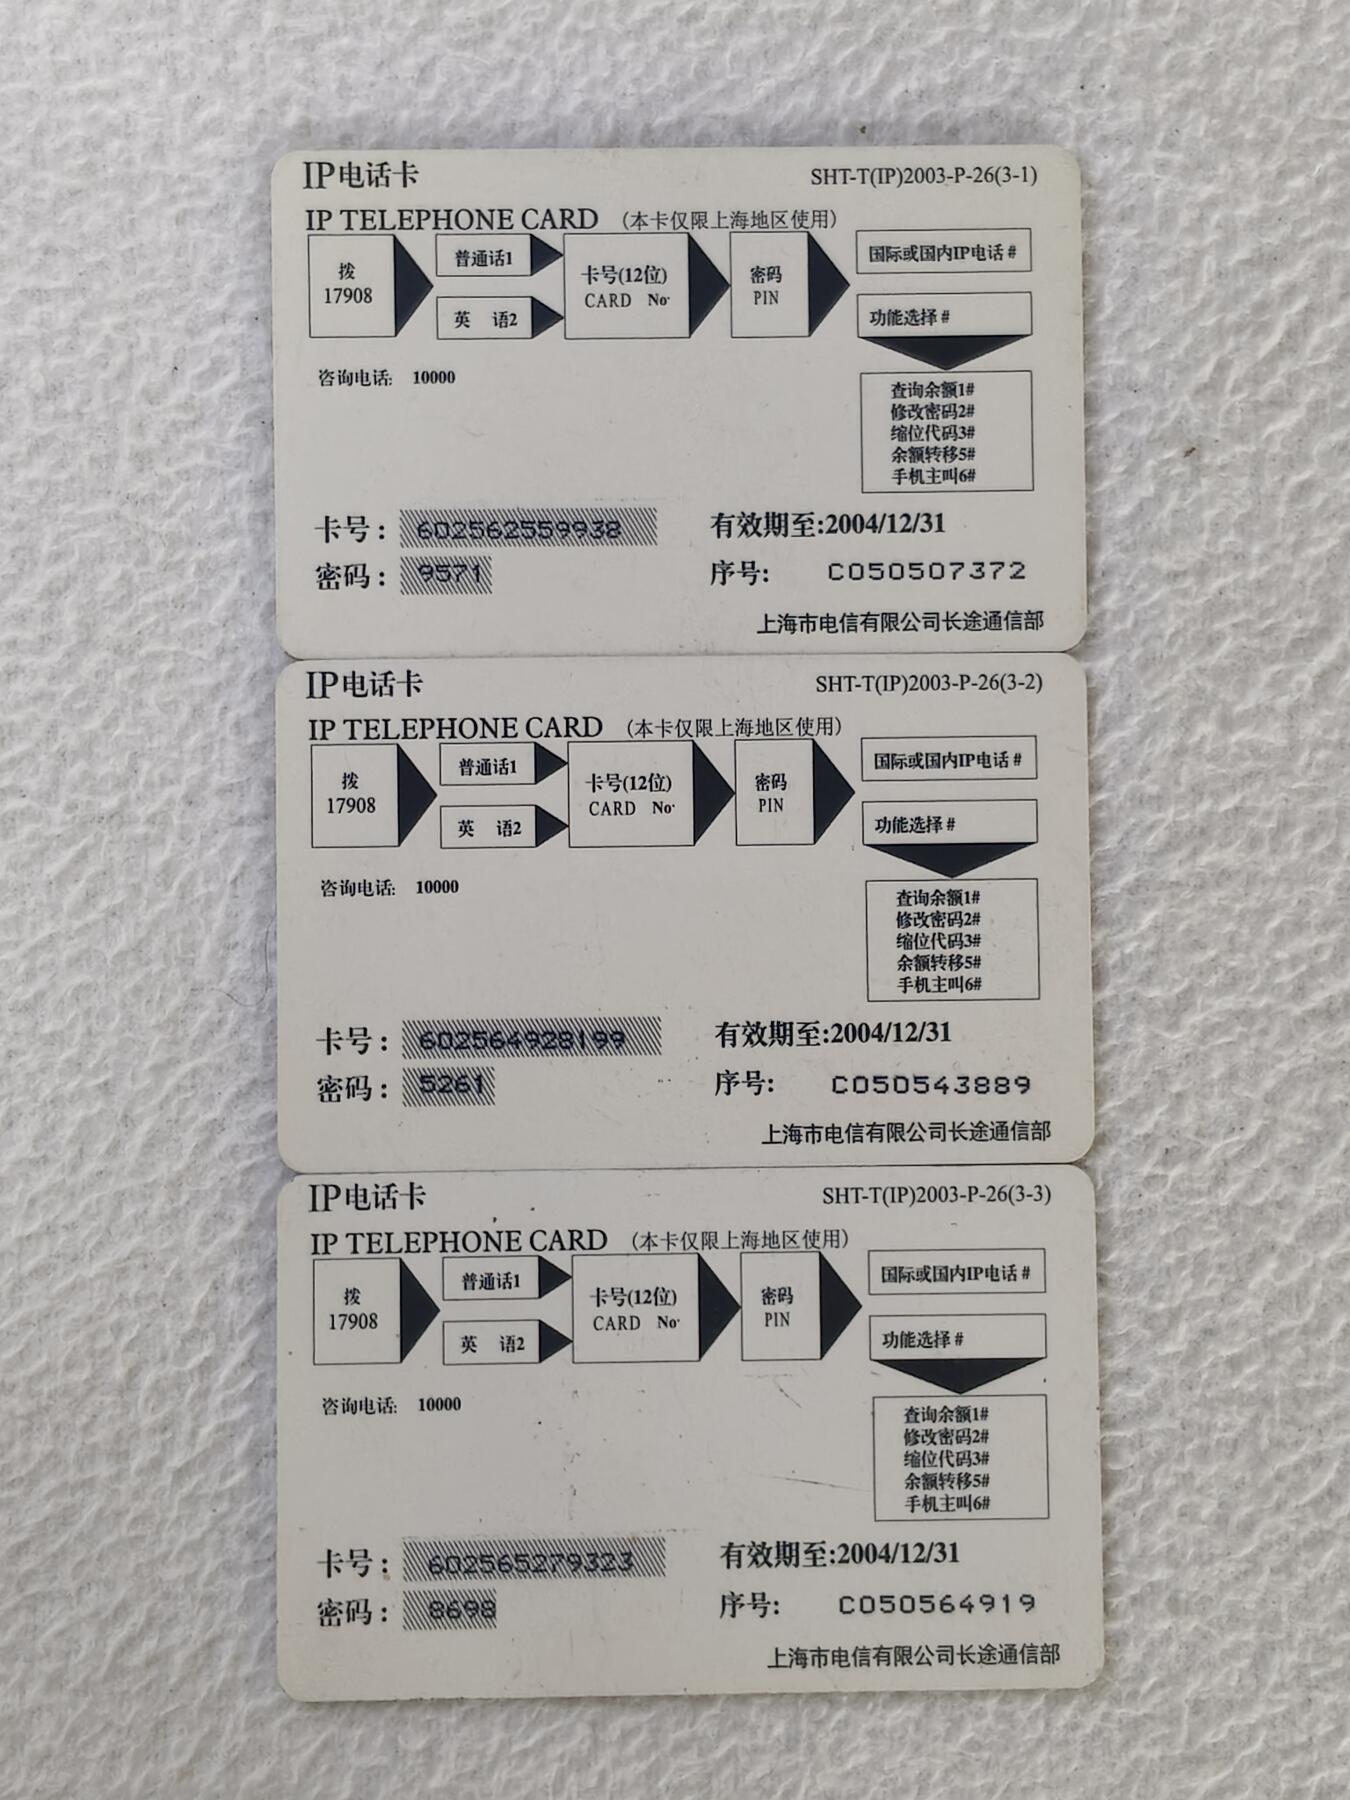 IP电话卡 SHT-T(IP)2003-P-26(3-1)
IP TELEPHONE CARD (本卡仅限上海地区使用)
拨
17908
普通话1
英 语2
卡号(12位)
CARD No·
密码
PIN
国际或国内IP电话 #
功能选择 #
咨询电话: 10000
查询余额1#
修改密码2#
缩位代码3#
余额转移5#
手机主叫6#
卡号: 602562559938 有效期至:2004/12/31
密码: 9571 序号: C050507372
上海市电信有限公司长途通信部
IP电话卡 SHT-T(IP)2003-P-26(3-2)
IP TELEPHONE CARD (本卡仅限上海地区使用)
拨
17908
普通话1
英 语2
卡号(12位)
CARD No·
密码
PIN
国际或国内IP电话 #
功能选择 #
咨询电话: 10000
查询余额1#
修改密码2#
缩位代码3#
余额转移5#
手机主叫6#
卡号: 602564928199 有效期至:2004/12/31
密码: 5261 序号: C050543889
上海市电信有限公司长途通信部
IP电话卡 SHT-T(IP)2003-P-26(3-3)
IP TELEPHONE CARD (本卡仅限上海地区使用)
拨
17908
普通话1
英 语2
卡号(12位)
CARD No·
密码
PIN
国际或国内IP电话 #
功能选择 #
咨询电话: 10000
查询余额1#
修改密码2#
缩位代码3#
余额转移5#
手机主叫6#
卡号: 602565279323 有效期至:2004/12/31
密码: 8698 序号: C050564919
上海市电信有限公司长途通信部